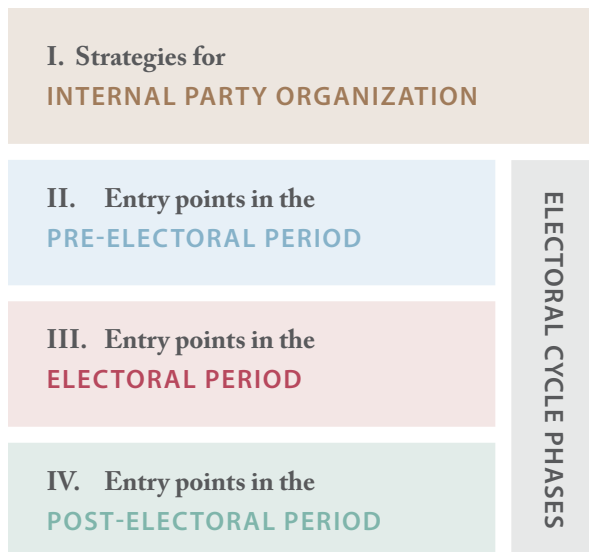 I. Strategies for
INTERNAL PARTY ORGANIZATION
II. Entry points in the
PRE-ELECTORAL PERIOD
III. Entry points in the
ELECTORAL PERIOD
IV. Entry points in the
POST-ELECTORAL PERIOD
ELECTORAL CYCLE PHASES